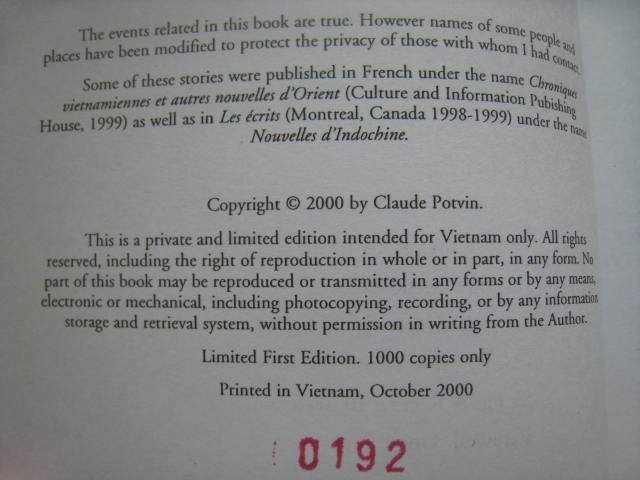 The events related in this book are true. However names of some people and
places have been modified to protect the privacy of those with whom I had contact.
Some of these stories were published in French under the name Chroniques
vietnamiennes et autres nouvelles d'Orient (Culture and Information Pubishing
House, 1999) as well as in Les écrits (Montreal, Canada 1998-1999) under the name
Nouvelles d'Indochine.
Copyright © 2000 by Claude Potvin.
This is a private and limited edition intended for Vietnam only. All rights
reserved, including the right of reproduction in whole or in part, in any form. No
part of this book may be reproduced or transmitted in any forms or by any means,
electronic or mechanical, including photocopying, recording, or by any information
storage and retrieval system, without permission in writing from the Author.
Limited First Edition. 1000 copies only
Printed in Vietnam, October 2000
0192